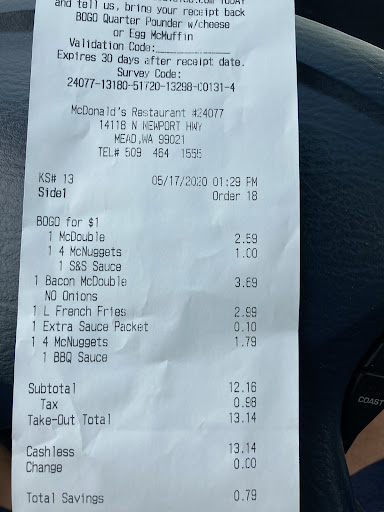 and tell us, bring your receipt back
BOGO Quarter Pounder w/cheese
or Egg McMuffin
Validation Code:
Expires 30 days after receipt date.
Survey Code:
24077-13180-51720-13298-00131-4
McDonald's Restaurant #24077
14118 N NEWPORT HWY
MEAD,WA 99021
TEL# 509 464 1555
KS# 13 05/17/2020 01:29 PM
Side1 Order 18
BOGO for $1
1 McDouble 2.59
1 4 McNuggets 1.00
1 S&S Sauce
1 Bacon McDouble 3.69
NO Onions
1 L French Fries 2.99
1 Extra Sauce Packet 0.10
1 4 McNuggets 1.79
1 BBQ Sauce
Subtotal 12.16
Tax 0.98
Take-Out Total 13.14
Cashless 13.14
Change 0.00
Total Savings 0.79
COAST